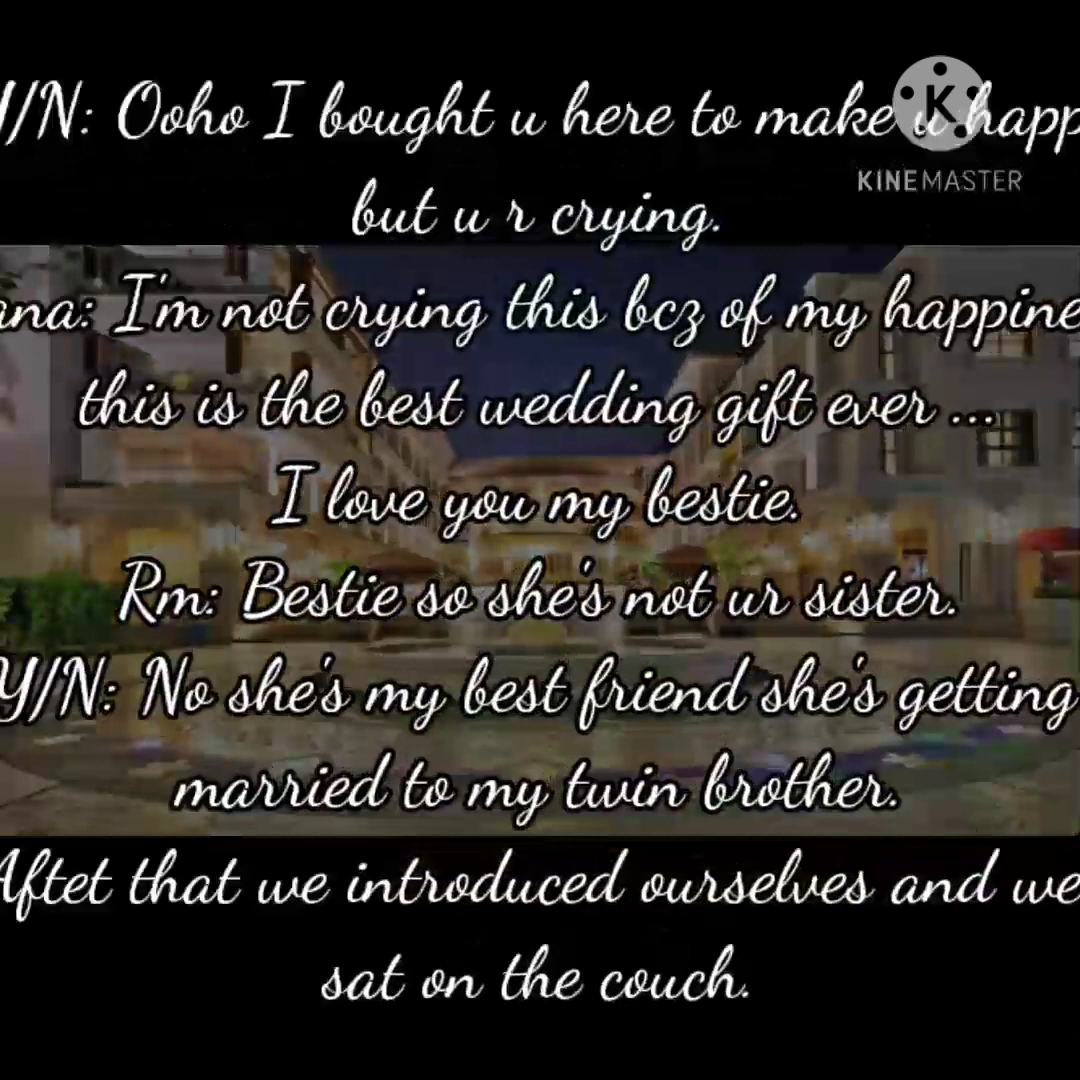 Y/N: Ooho I bought u here to make u happ
KINEMASTER
but u r crying.
ana: I'm not crying this bcz of my happine
this is the best wedding gift ever ...
I love you my bestie.
Rm: Bestie so she's not ur sister.
Y/N: No she's my best friend she's getting
married to my twin brother.
Aftet that we introduced ourselves and we
sat on the couch.